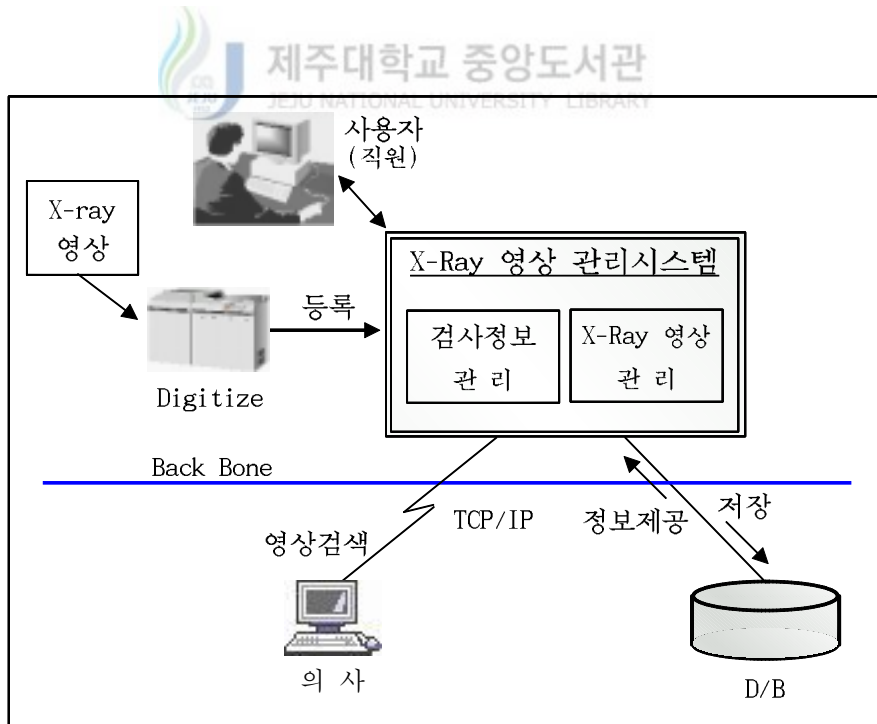 제주대학교 중앙도서관
JEJU NATIONAL UNIVERSITY LIBRARY
사용자
(직원)
X-ray
영상
X-Ray 영상 관리시스템
등록
검사정보
관 리
X-Ray 영상
관 리
Digitize
Back Bone
TCP/IP
정보제공
저장
영상검색
의 사
D/B